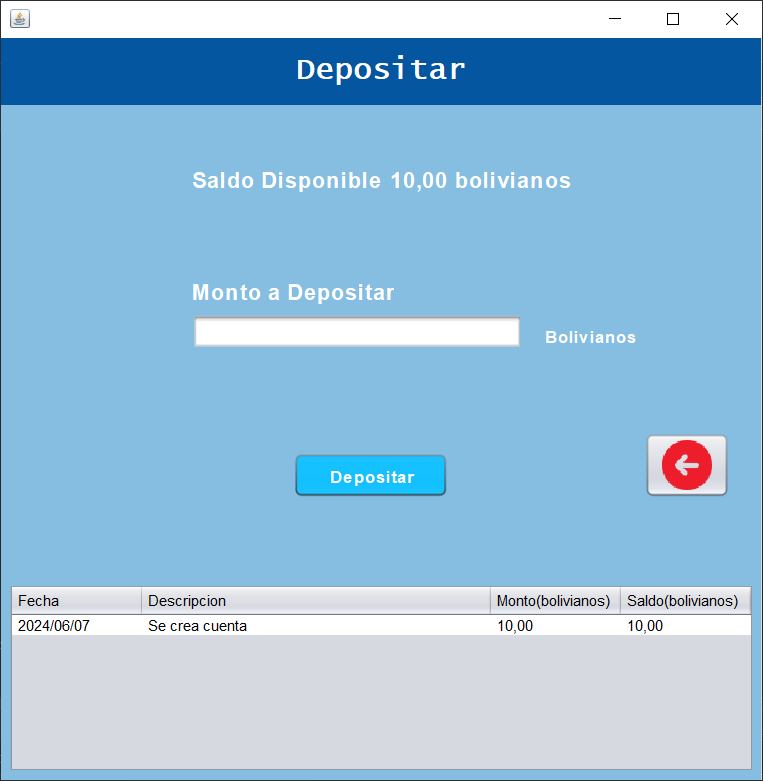 Depositar
Saldo Disponible 10,00 bolivianos
Monto a Depositar
Bolivianos
Depositar
Fecha Descripcion Monto(bolivianos) Saldo(bolivianos)
2024/06/07 Se crea cuenta 10,00 10,00